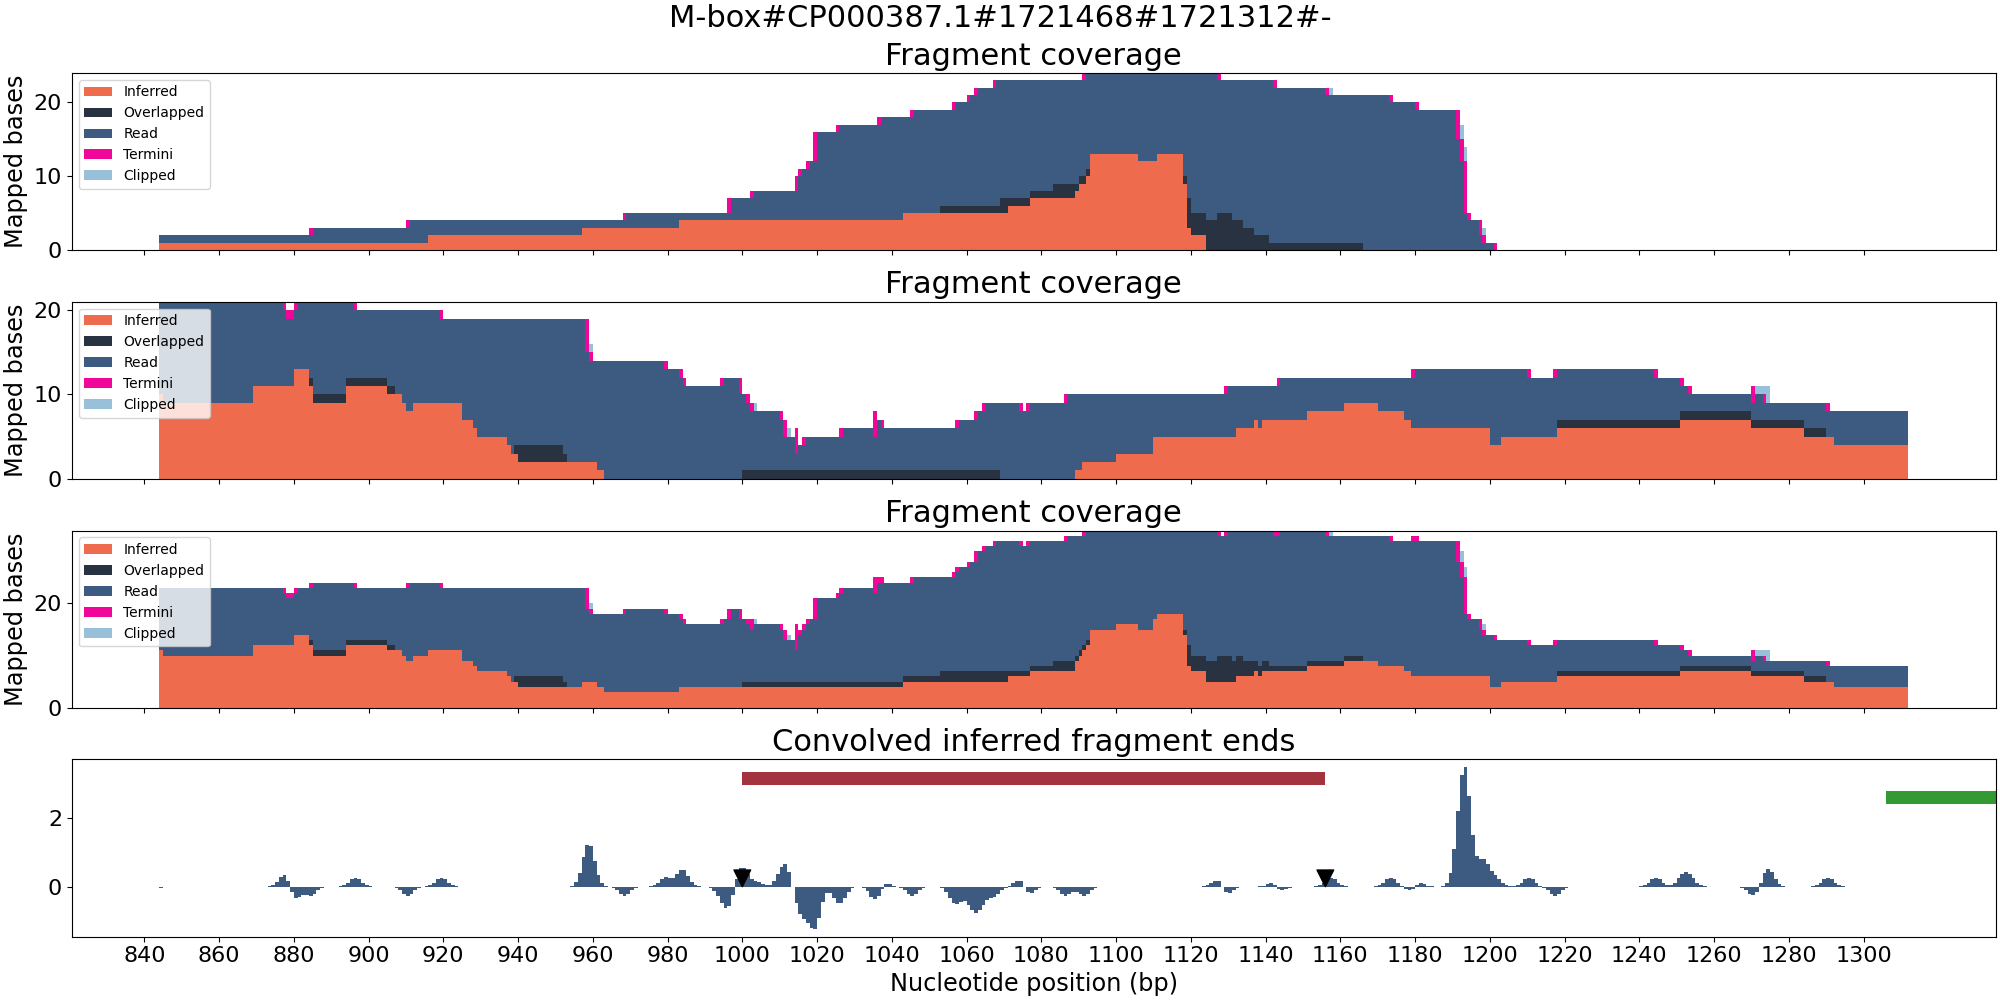 M-box#CP000387.1#1721468#1721312#-
Fragment coverage
Mapped bases
20
10
0
Inferred
Overlapped
Read
Termini
Clipped
Fragment coverage
Mapped bases
20
10
0
Inferred
Overlapped
Read
Termini
Clipped
Fragment coverage
Mapped bases
20
0
Inferred
Overlapped
Read
Termini
Clipped
Convolved inferred fragment ends
2
0
840 860 880 900 920 940 960 980 1000 1020 1040 1060 1080 1100 1120 1140 1160 1180 1200 1220 1240 1260 1280 1300
Nucleotide position (bp)